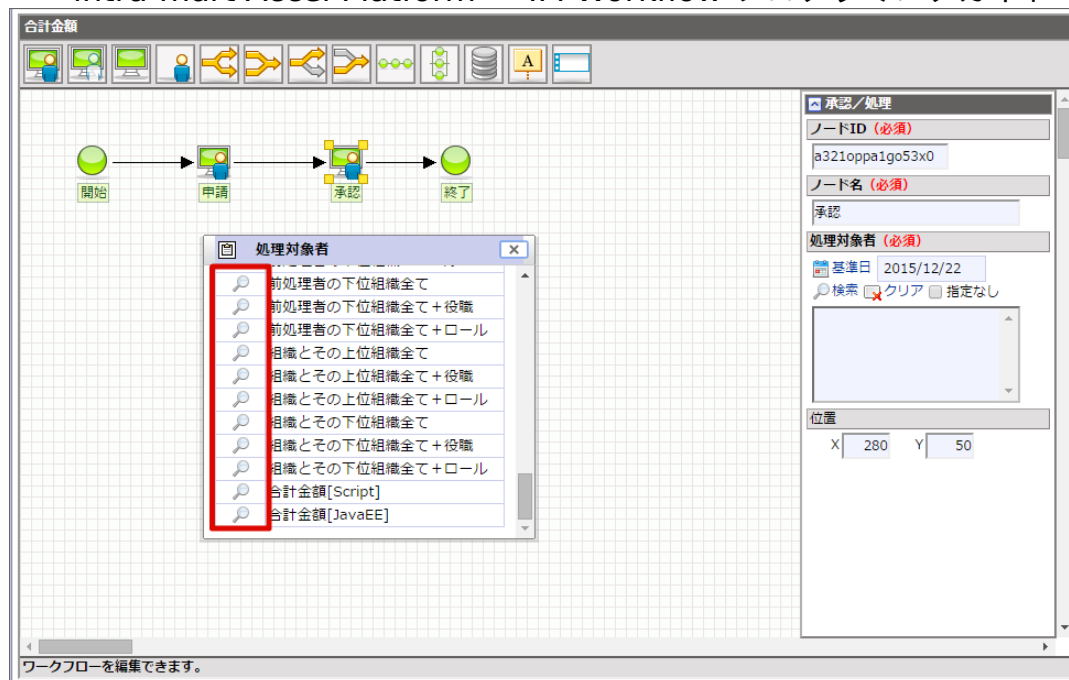 合計金額
A
開始
申請
承認
終了
処理対象者
前処理者の下位組織全て
前処理者の下位組織全て+役職
前処理者の下位組織全て+ロール
組織とその上位組織全て
組織とその上位組織全て+役職
組織とその上位組織全て+ロール
組織とその下位組織全て
組織とその下位組織全て+役職
組織とその下位組織全て+ロール
合計金額[Script]
合計金額[JavaEE]
承認/処理
ノードID(必須)
a321oppa1go53x0
ノード名(必須)
承認
処理対象者(必須)
基準日 2015/12/22
検索 クリア 指定なし
位置
X 280 Y 50
ワークフローを編集できます。